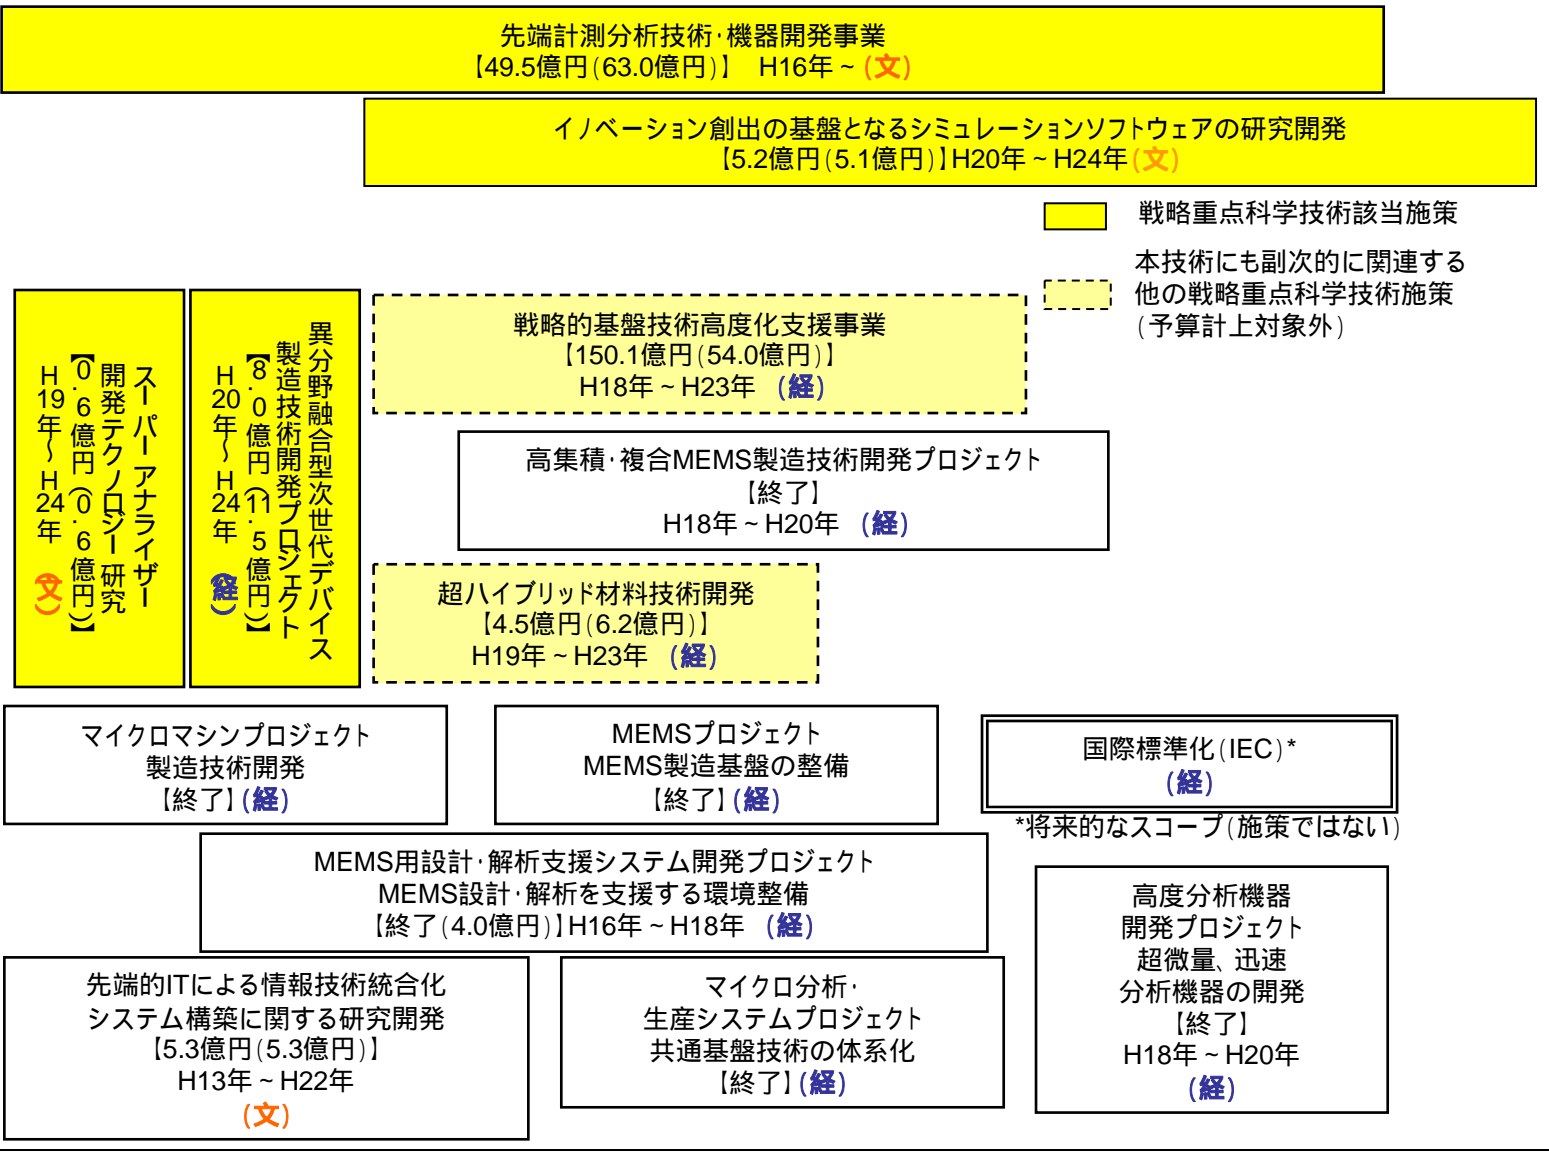 先端計測分析技術・機器開発事業
【49.5億円(63.0億円)】 H16年～(文)
イノベーション創出の基盤となるシミュレーションソフトウェアの研究開発
【5.2億円(5.1億円)】H20年～H24年(文)
戦略重点科学技術該当施策
本技術にも副次的に関連する
他の戦略重点科学技術施策
(予算計上対象外)
スーパーアナライザー
開発テクノロジー研究
【0.6億円(0.6億円)】
H19年～H24年 (文)
異分野融合型次世代デバイス
製造技術開発プロジェクト
【8.0億円(11.5億円)】
H20年～H24年 (経)
戦略的基盤技術高度化支援事業
【150.1億円(54.0億円)】
H18年～H23年 (経)
高集積・複合MEMS製造技術開発プロジェクト
【終了】
H18年～H20年 (経)
超ハイブリッド材料技術開発
【4.5億円(6.2億円)】
H19年～H23年 (経)
マイクロマシンプロジェクト
製造技術開発
【終了】(経)
MEMSプロジェクト
MEMS製造基盤の整備
【終了】(経)
国際標準化(IEC)*
(経)
*将来的なスコープ(施策ではない)
MEMS用設計・解析支援システム開発プロジェクト
MEMS設計・解析を支援する環境整備
【終了(4.0億円)】H16年～H18年 (経)
高度分析機器
開発プロジェクト
超微量、迅速
分析機器の開発
【終了】
H18年～H20年
(経)
先端的ITによる情報技術統合化
システム構築に関する研究開発
【5.3億円(5.3億円)】
H13年～H22年
(文)
マイクロ分析・
生産システムプロジェクト
共通基盤技術の体系化
【終了】(経)